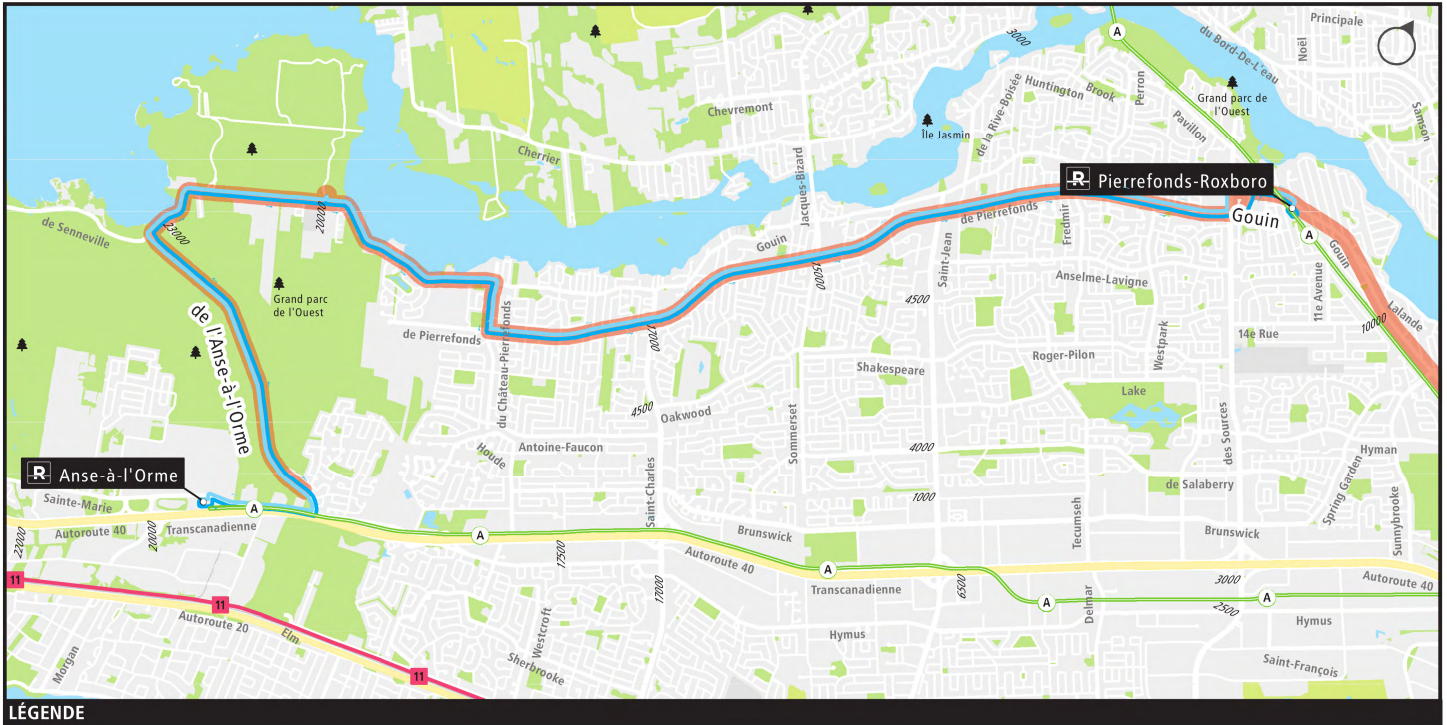 Principale
A
3000
du Bord-De-L'eau
Noël
de la Rive-Boisée
Huntington
Brook
Perron
Grand parc de
l'Ouest
Samson
Chevremont
Pavillon
Île Jasmin
Cherrier
Jacques-Bizard
R Pierrefonds-Roxboro
de Senneville
23000
20000
Gouin
de Pierrefonds
Fredmir
Gouin
A
Gouin
Saint-Jean
15000
Anselme-Lavigne
11e Avenue
Grand parc
de l'Ouest
4500
Lalande
10000
de l'Anse-à-l'Orme
de Pierrefonds
du Château-Pierrefonds
17000
Westpark
14e Rue
Roger-Pilon
Shakespeare
Lake
4500
Oakwood
Sommerset
des Sources
Houde
Antoine-Faucon
4000
Hyman
R Anse-à-l'Orme
Saint-Charles
de Salaberry
Spring Garden
Sainte-Marie
A
1000
Tecumseh
Sunnybrooke
22000
Autoroute 40
20000
Transcanadienne
A
Brunswick
Brunswick
17500
Autoroute 40
A
11
17000
Transcanadienne
6500
3000
Autoroute 40
11
A
Delmar
2500
A
Autoroute 20
Elm
Westcroft
Hymus
Hymus
Morgan
11
Sherbrooke
Saint-François
LÉGENDE